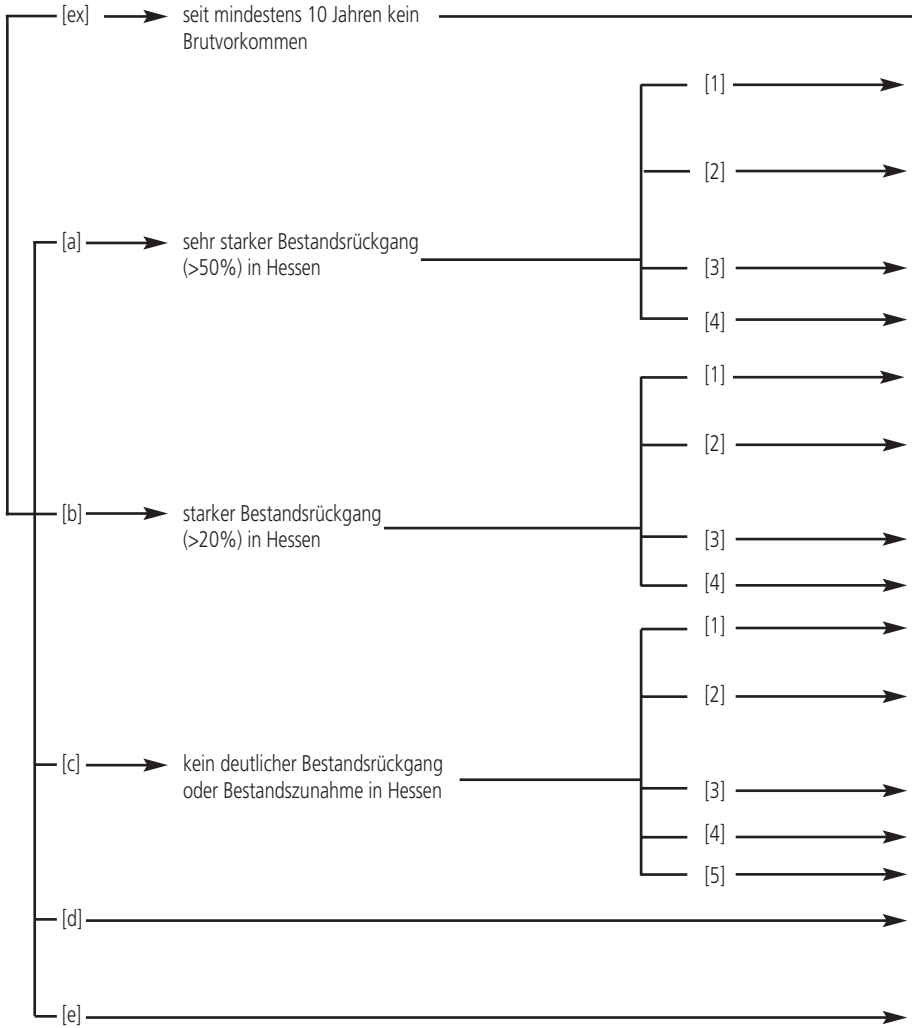 [ex]
seit mindestens 10 Jahren kein
Brutvorkommen
[a]
sehr starker Bestandsrückgang
(>50%) in Hessen
[1]
[2]
[3]
[4]
[b]
starker Bestandsrückgang
(>20%) in Hessen
[1]
[2]
[3]
[4]
[c]
kein deutlicher Bestandsrückgang
oder Bestandszunahme in Hessen
[1]
[2]
[3]
[4]
[5]
[d]
[e]